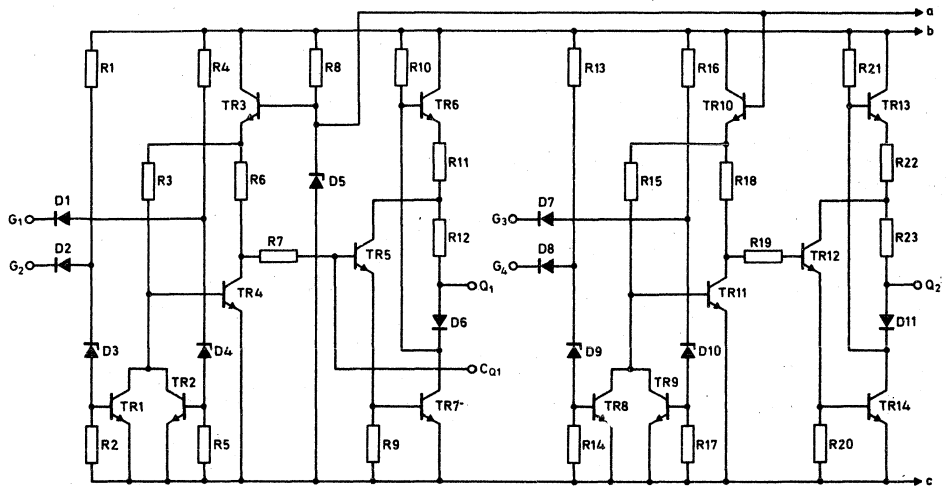 a
b
R1
R4
R8
R10
R13
R16
R21
TR3
TR6
TR10
TR13
R3
R6
D5
R11
R15
R18
R22
D1
G1
D7
G3
R12
R23
D2
G2
R7
TR5
D8
G4
R19
TR12
TR4
Q1
TR11
Q2
D6
D11
D3
D4
CQ1
D9
D10
TR1
TR2
TR7
TR8
TR9
TR14
R2
R5
R9
R14
R17
R20
c